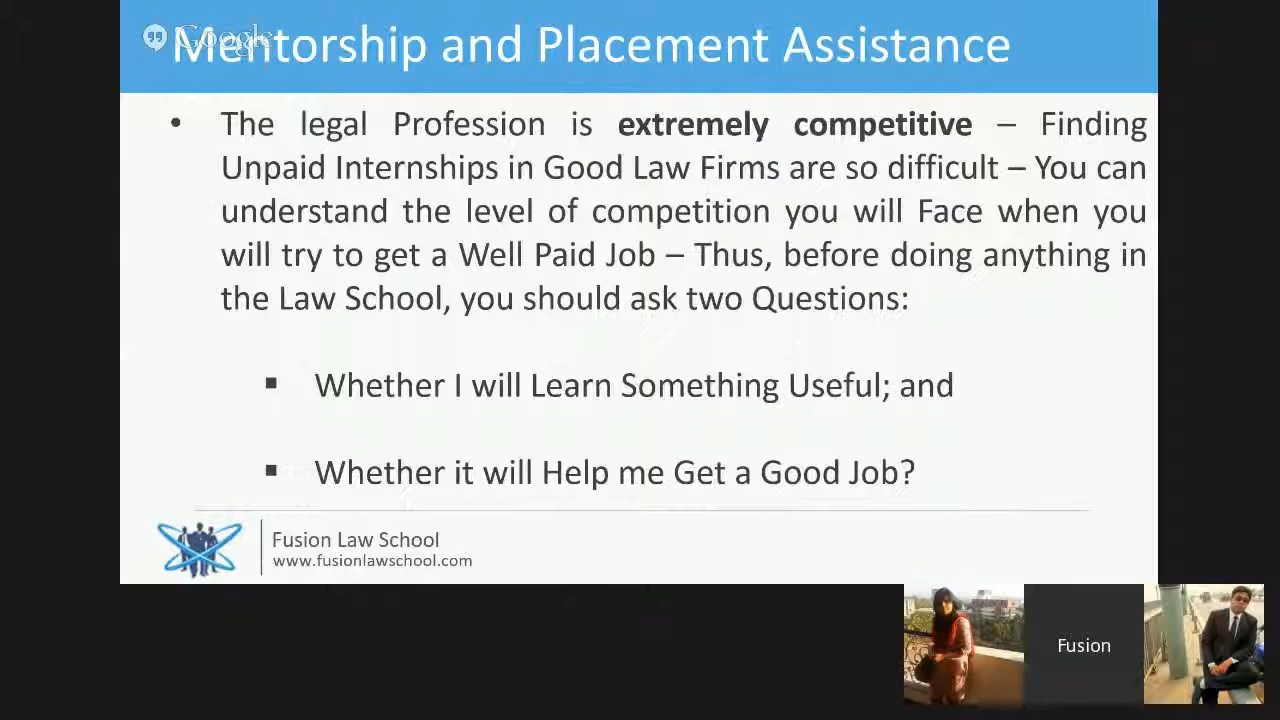 Google
Mentorship and Placement Assistance
• The legal Profession is extremely competitive – Finding
Unpaid Internships in Good Law Firms are so difficult – You can
understand the level of competition you will Face when you
will try to get a Well Paid Job – Thus, before doing anything in
the Law School, you should ask two Questions:
▪ Whether I will Learn Something Useful; and
▪ Whether it will Help me Get a Good Job?
Fusion Law School
www.fusionlawschool.com
Fusion